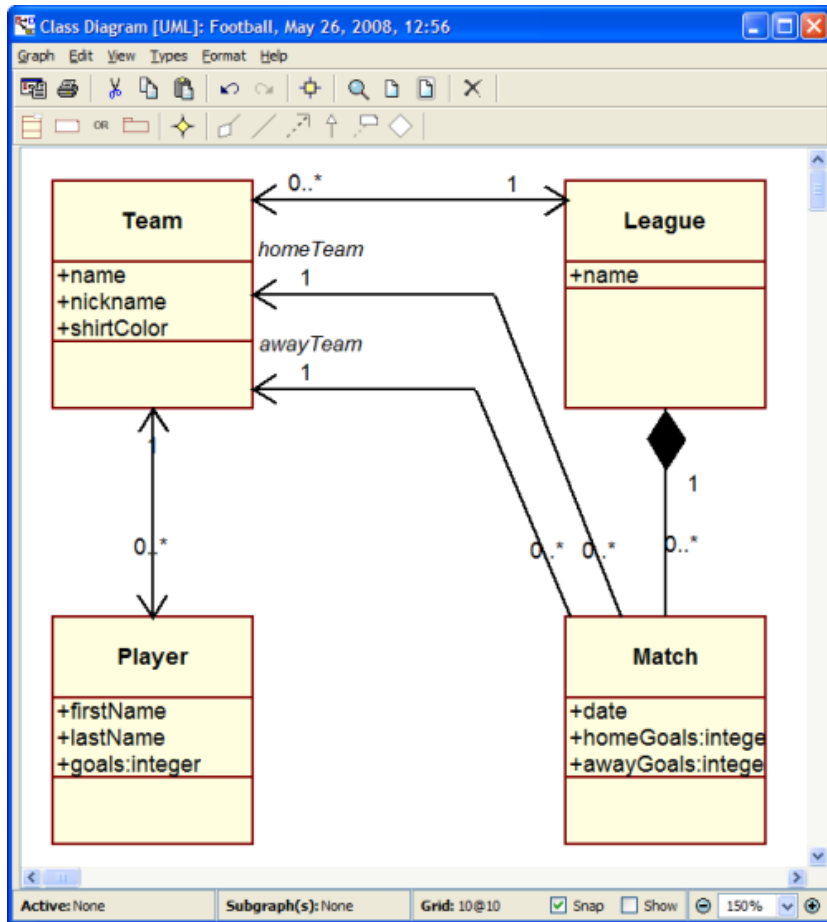 Class Diagram [UML]: Football, May 26, 2008, 12:56
Graph Edit View Types Format Help
OR
0..* 1
Team
League
homeTeam
+name
+name
1
+nickname
+shirtColor
awayTeam
1
1
1
0..*
0..* 0..* 0..*
Player
Match
+firstName
+date
+lastName
+homeGoals:intege
+goals:integer
+awayGoals:intege
Active: None Subgraph(s): None Grid: 10@10 Snap Show 150%